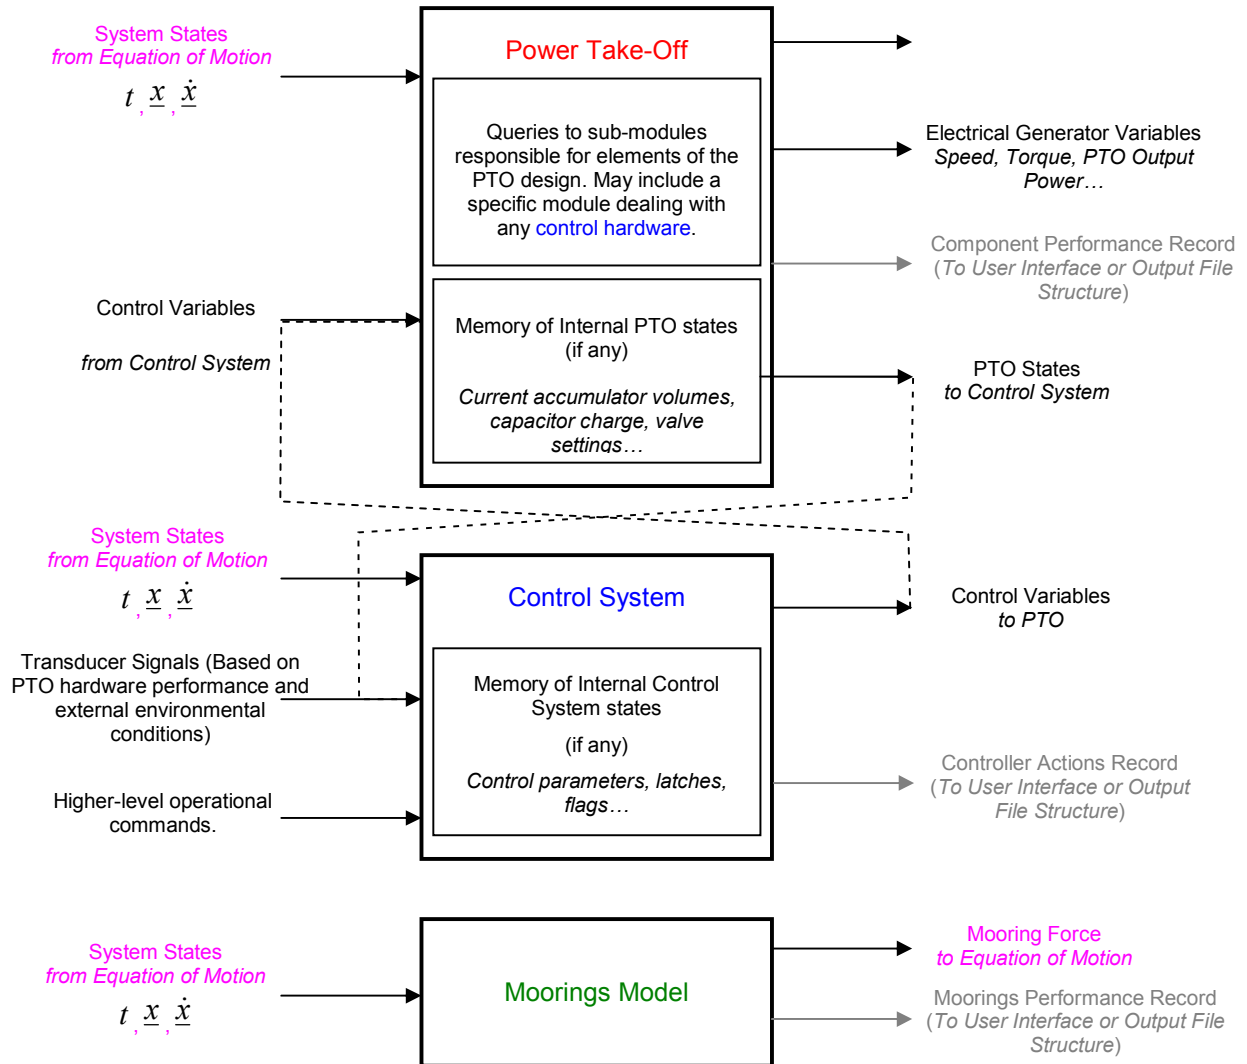 System States
from Equation of Motion
t , x , ẋ
Power Take-Off
Queries to sub-modules
responsible for elements of the
PTO design. May include a
specific module dealing with
any control hardware.
Electrical Generator Variables
Speed, Torque, PTO Output
Power…
Component Performance Record
(To User Interface or Output File
Structure)
Control Variables
from Control System
Memory of Internal PTO states
(if any)
Current accumulator volumes,
capacitor charge, valve
settings…
PTO States
to Control System
System States
from Equation of Motion
t , x , ẋ
Transducer Signals (Based on
PTO hardware performance and
external environmental
conditions)
Higher-level operational
commands.
Control System
Memory of Internal Control
System states
(if any)
Control parameters, latches,
flags…
Control Variables
to PTO
Controller Actions Record
(To User Interface or Output
File Structure)
System States
from Equation of Motion
t , x , ẋ
Moorings Model
Mooring Force
to Equation of Motion
Moorings Performance Record
(To User Interface or Output File
Structure)